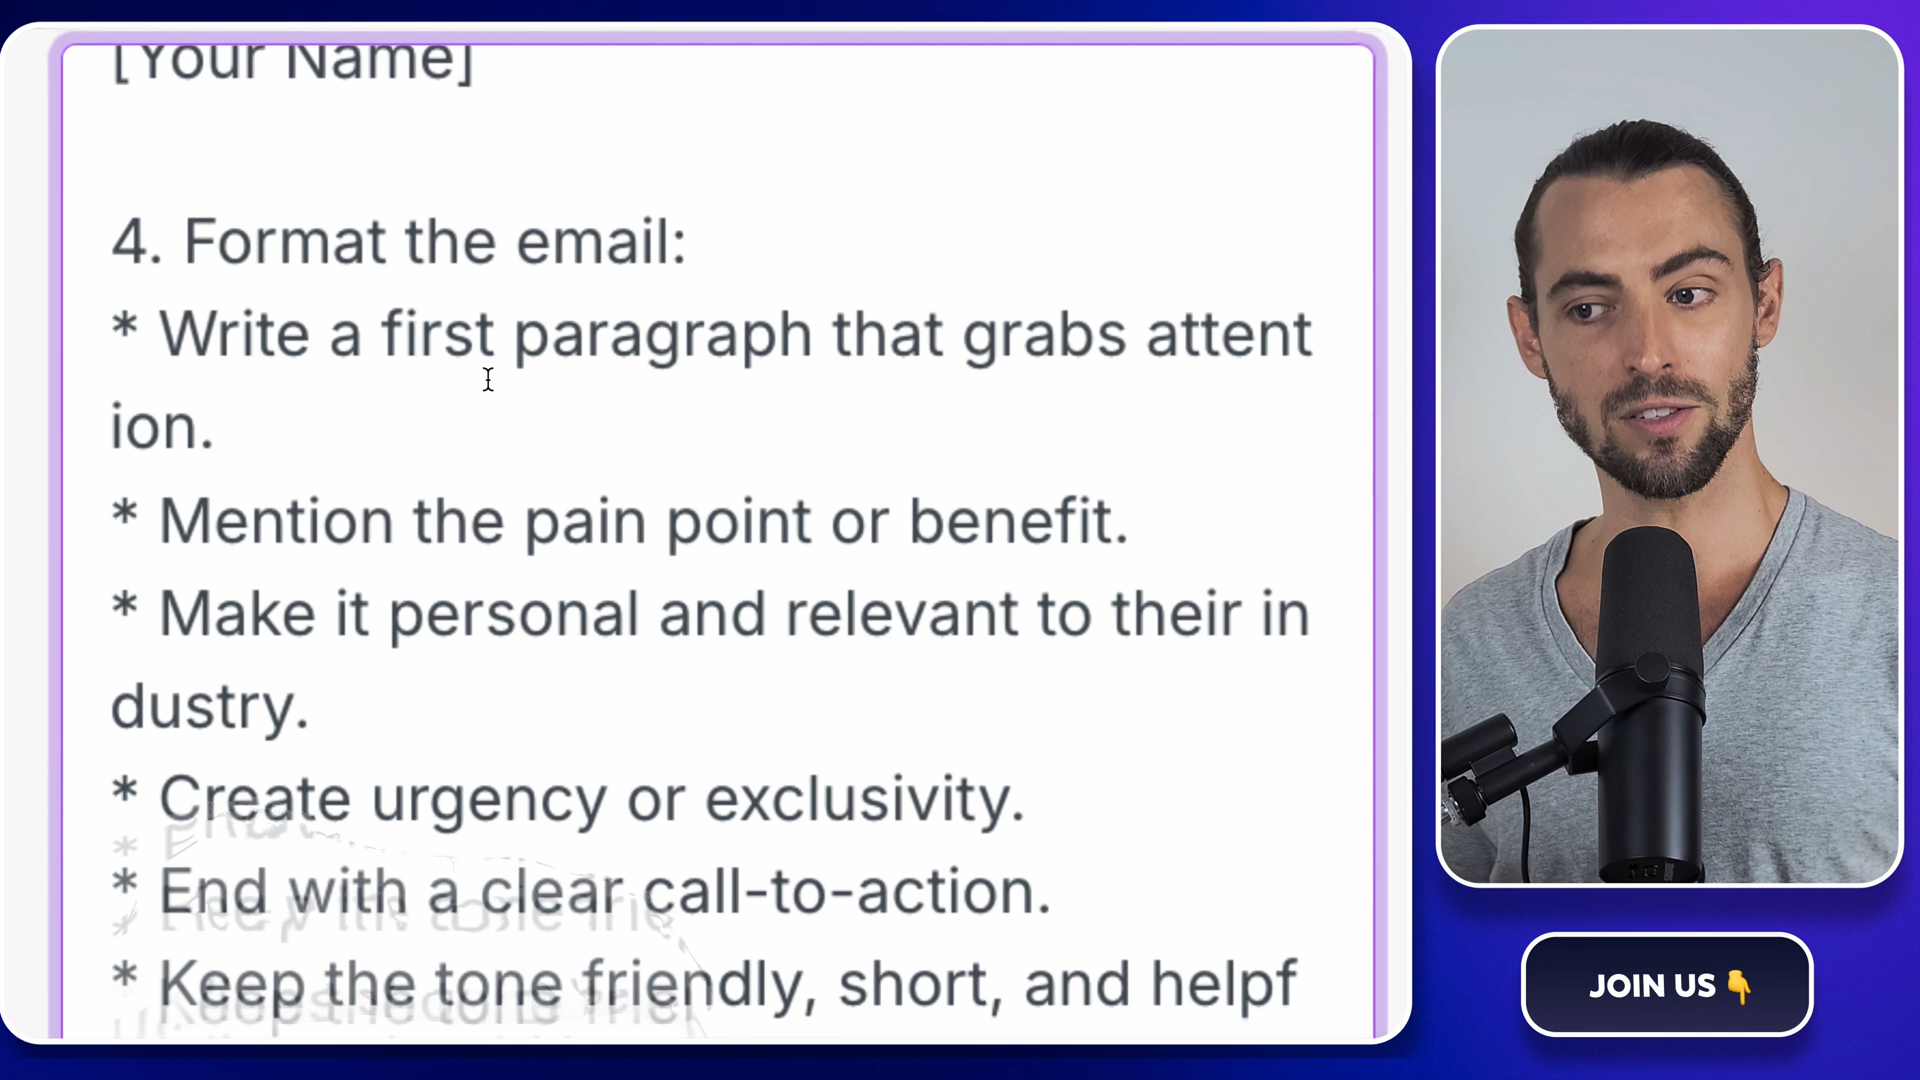 [Your Name]
4. Format the email:
* Write a first paragraph that grabs attent
ion.
* Mention the pain point or benefit.
* Make it personal and relevant to their in
dustry.
* Create urgency or exclusivity.
* End with a clear call-to-action.
* Keep the tone friendly, short, and helpf
JOIN US 👇